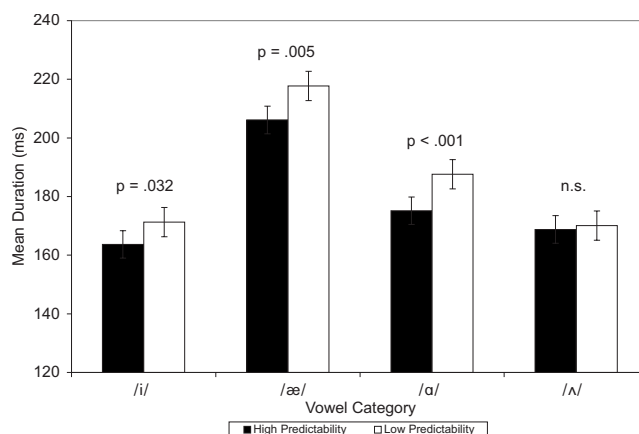 240
220
200
180
160
140
120
Mean Duration (ms)
p = .032
p = .005
p < .001
n.s.
/i/ /æ/ /ɑ/ /ʌ/
Vowel Category
High Predictability Low Predictability